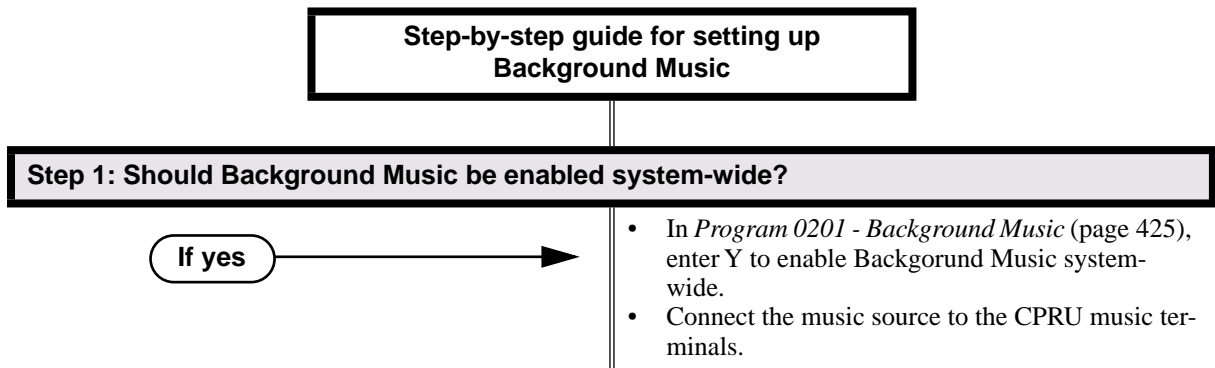 Step-by-step guide for setting up
Background Music
Step 1: Should Background Music be enabled system-wide?
If yes
• In Program 0201 - Background Music (page 425),
enter Y to enable Backgorund Music system-
wide.
• Connect the music source to the CPRU music ter-
minals.